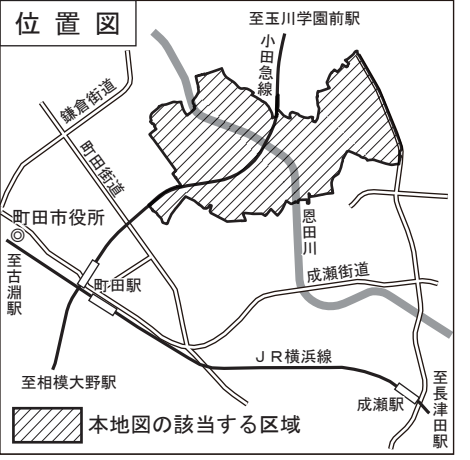 位置図
至玉川学園前駅
小田急線
鎌倉街道
町田街道
町田市役所
恩田川
至古淵駅
町田駅
成瀬街道
JR横浜線
至相模大野駅
成瀬駅
至長津田駅
本地図の該当する区域